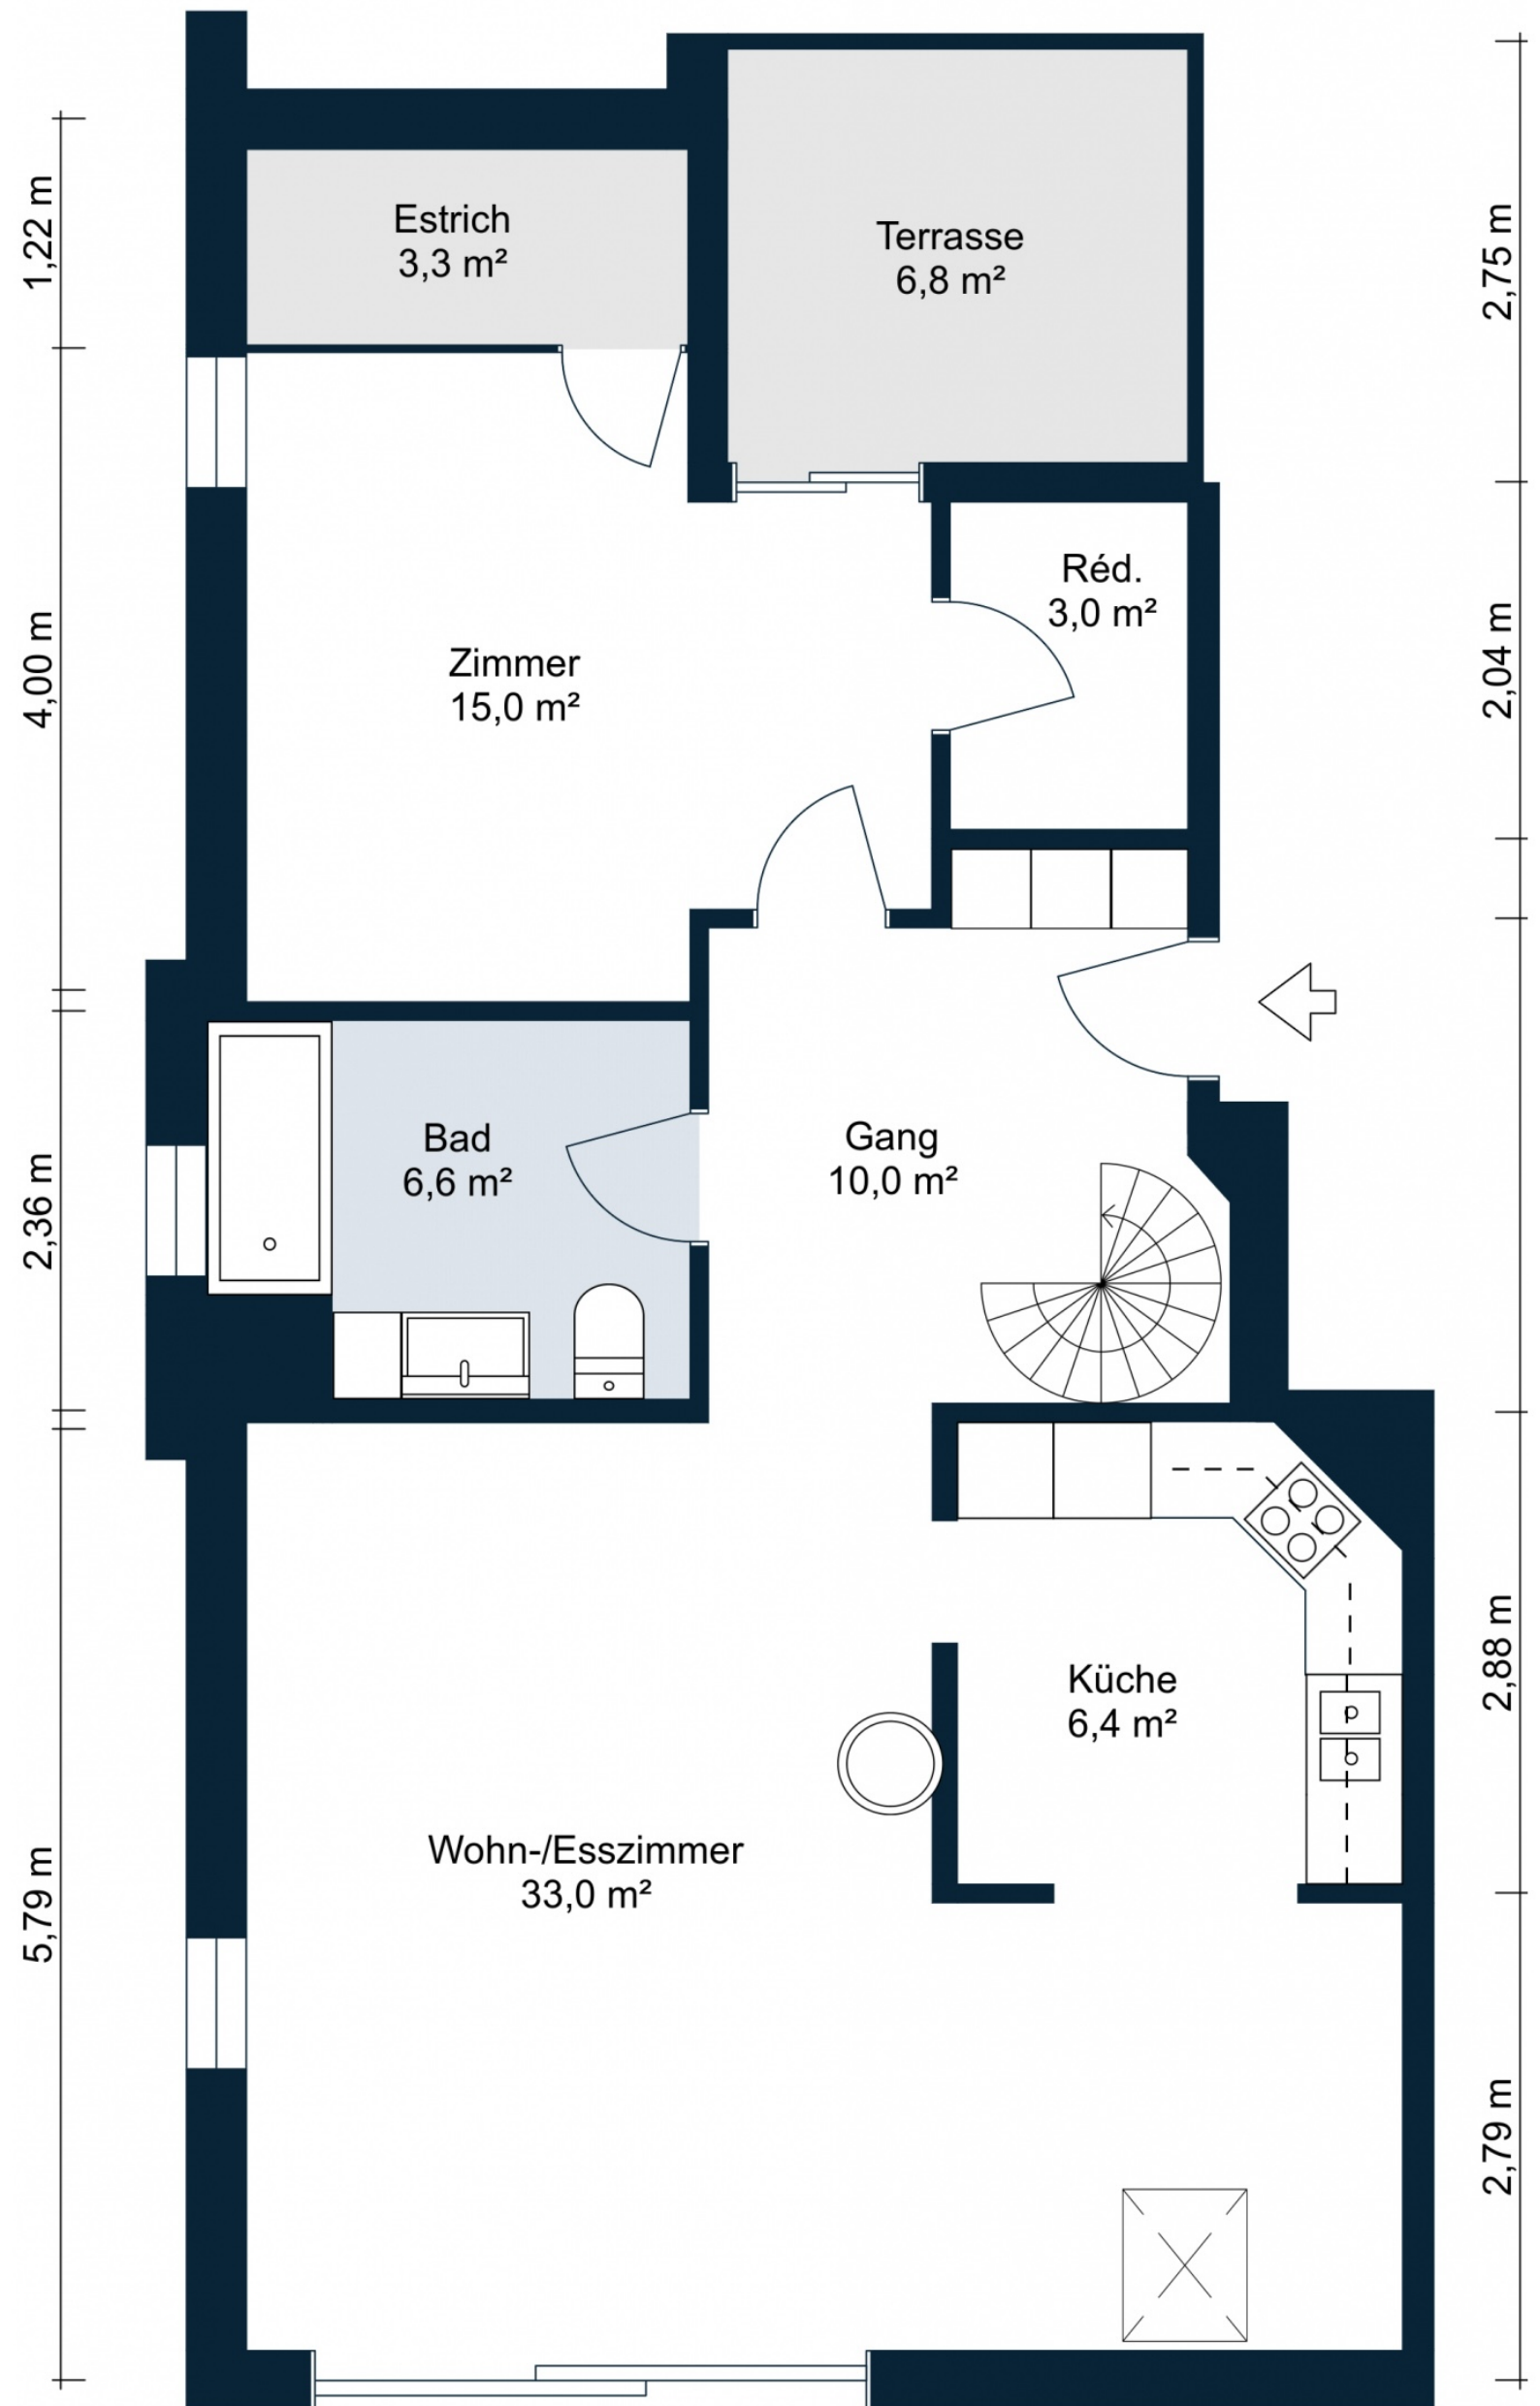 Estrich
3,3 m²
Terrasse
6,8 m²
1,22 m
2,75 m
Réd.
3,0 m²
Zimmer
15,0 m²
4,00 m
2,04 m
Bad
6,6 m²
Gang
10,0 m²
2,36 m
Küche
6,4 m²
2,88 m
Wohn-/Esszimmer
33,0 m²
5,79 m
2,79 m